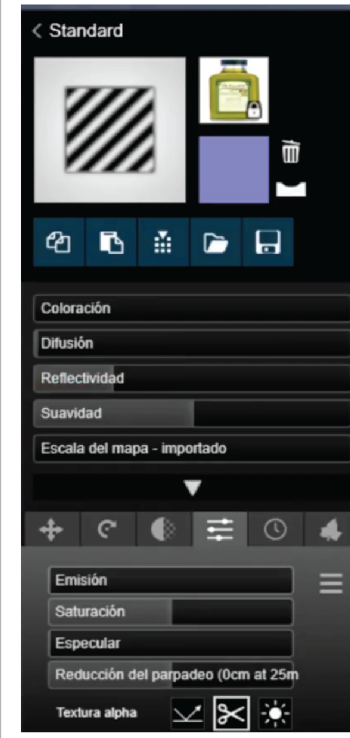 < Standard
Coloración
Difusión
Reflectividad
Suavidad
Escala del mapa - importado
Emisión
Saturación
Especular
Reducción del parpadeo (0cm at 25m
Textura alpha